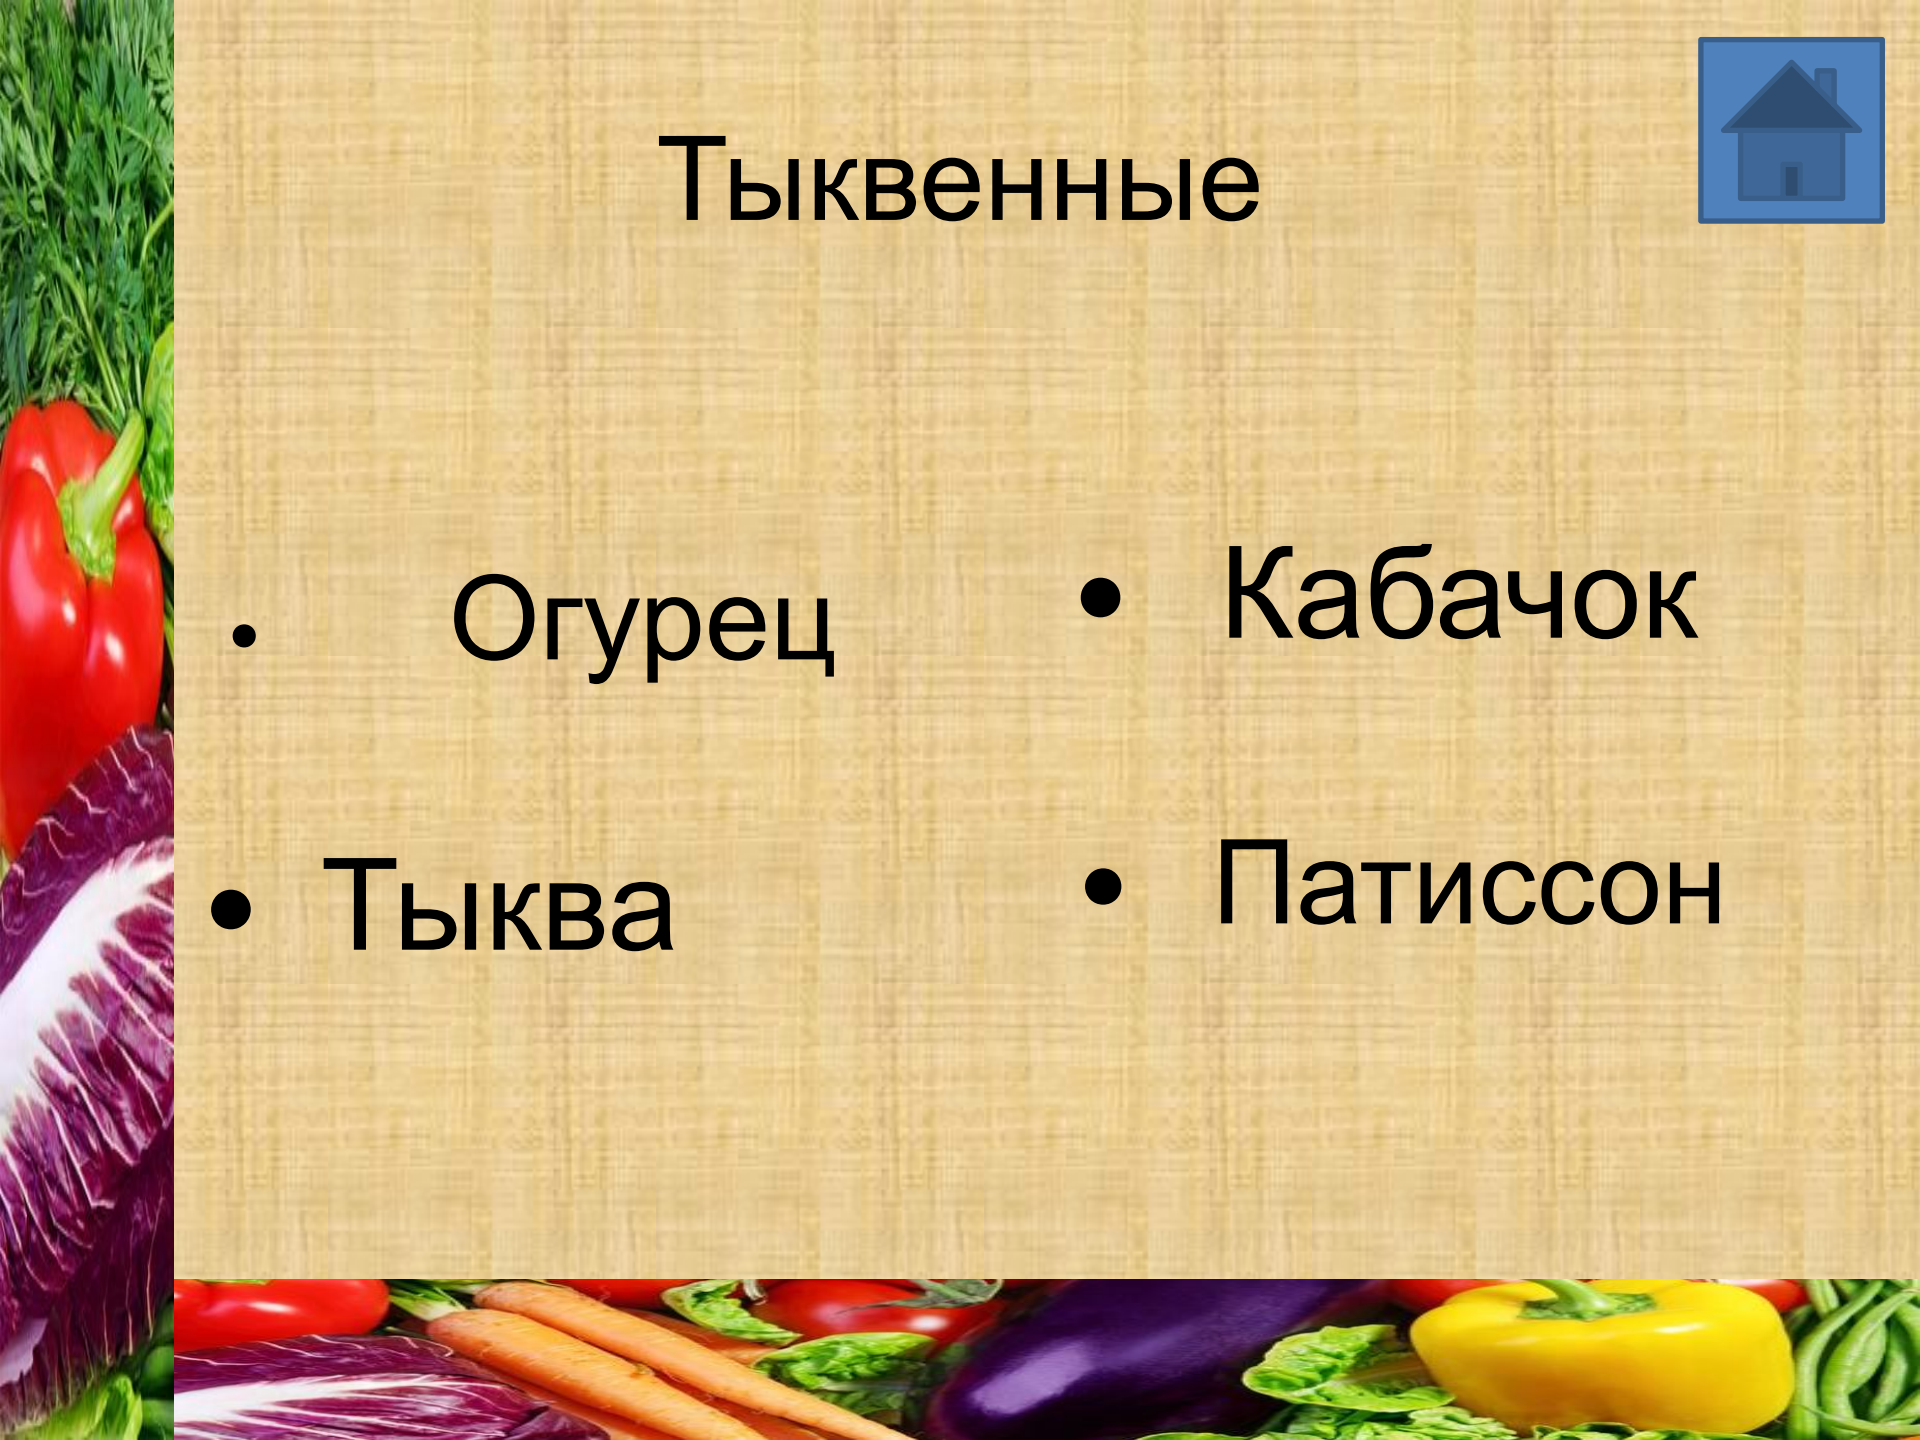 Тыквенные
• Огурец
• Тыква
• Кабачок
• Патиссон